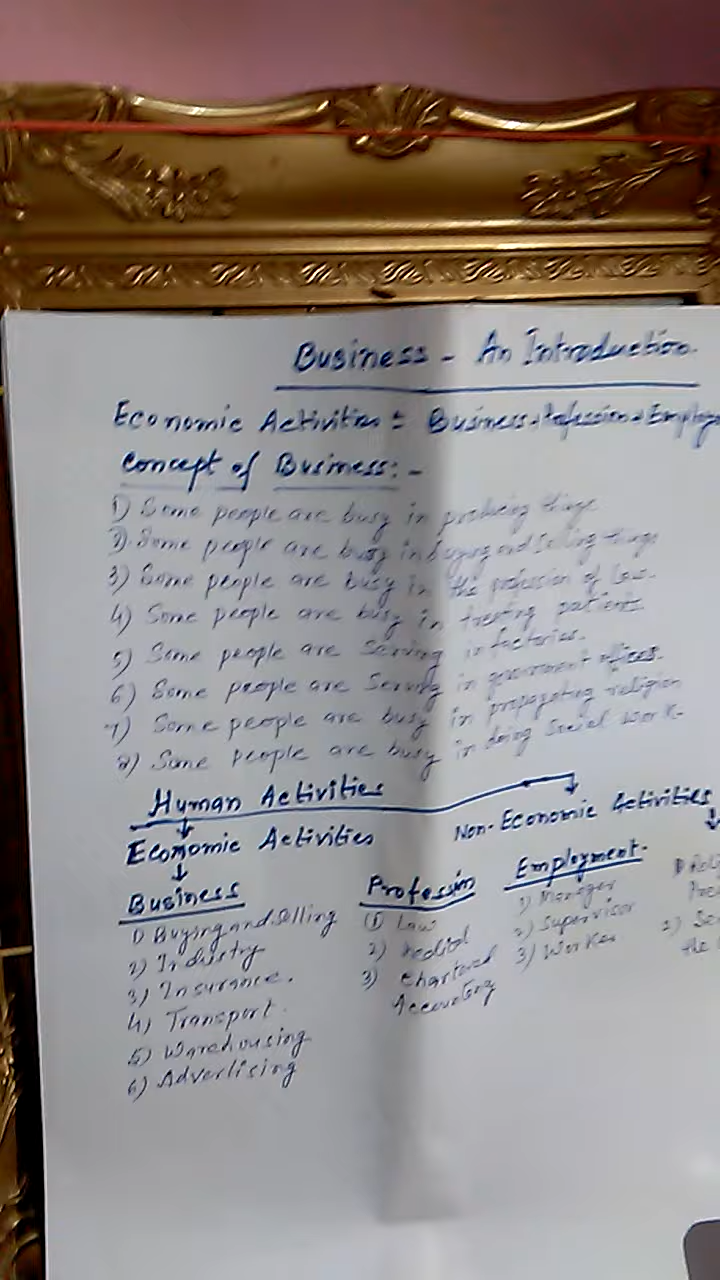 Business - An Introduction.
Economic Activities = Business + Profession + Employ
Concept of Business: -
1) Some people are busy in producing things
2) Some people are busy in buying and selling things
3) Some people are busy in the profession of law.
4) Some people are busy in treating patients
5) Some people are serving in factories.
6) Some people are serving in government offices.
7) Some people are busy in propagating religion
8) Some people are busy in doing social work.
Human Activities
Economic Activities Non-Economic Activities
Business Profession Employment.
1) Buying and selling ① Law 1) Manager
2) Industry 2) 2) Supervisor
3) Insurance. 3) Chartered 3) Worker
4) Transport. Accounting
5) Warehousing
6) Advertising
1)
2)
the